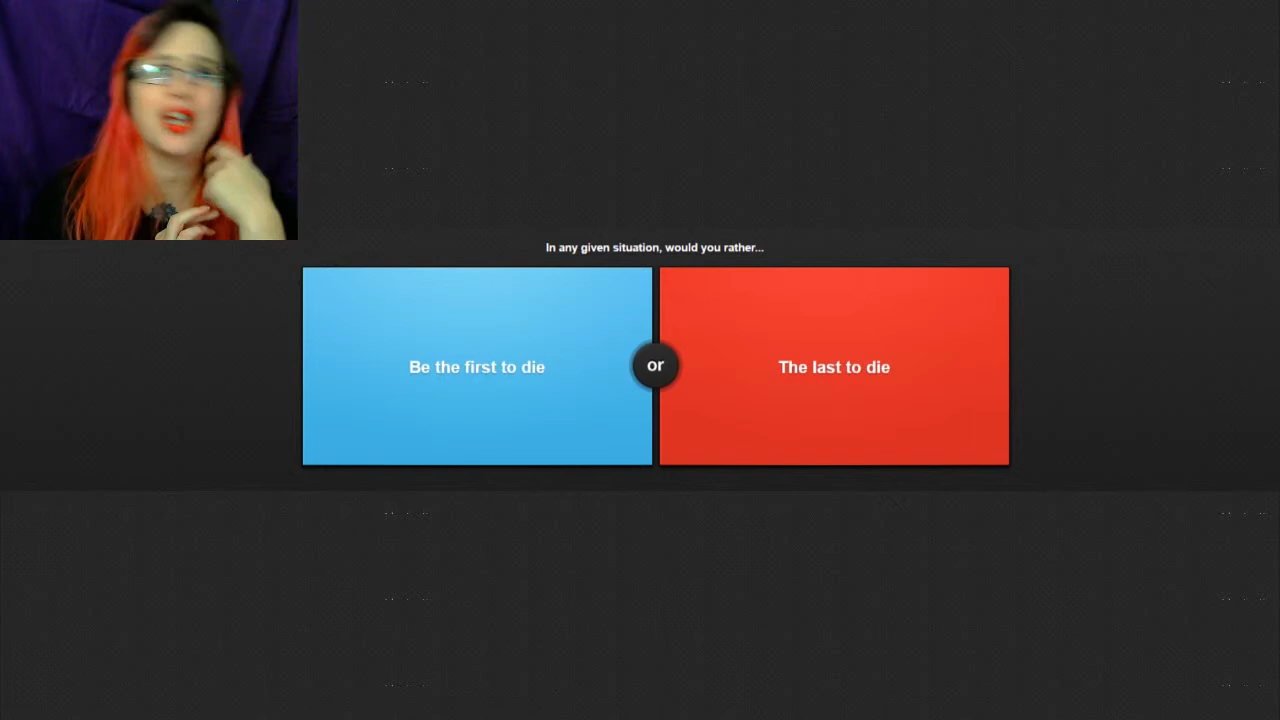 In any given situation, would you rather...
Be the first to die
or
The last to die